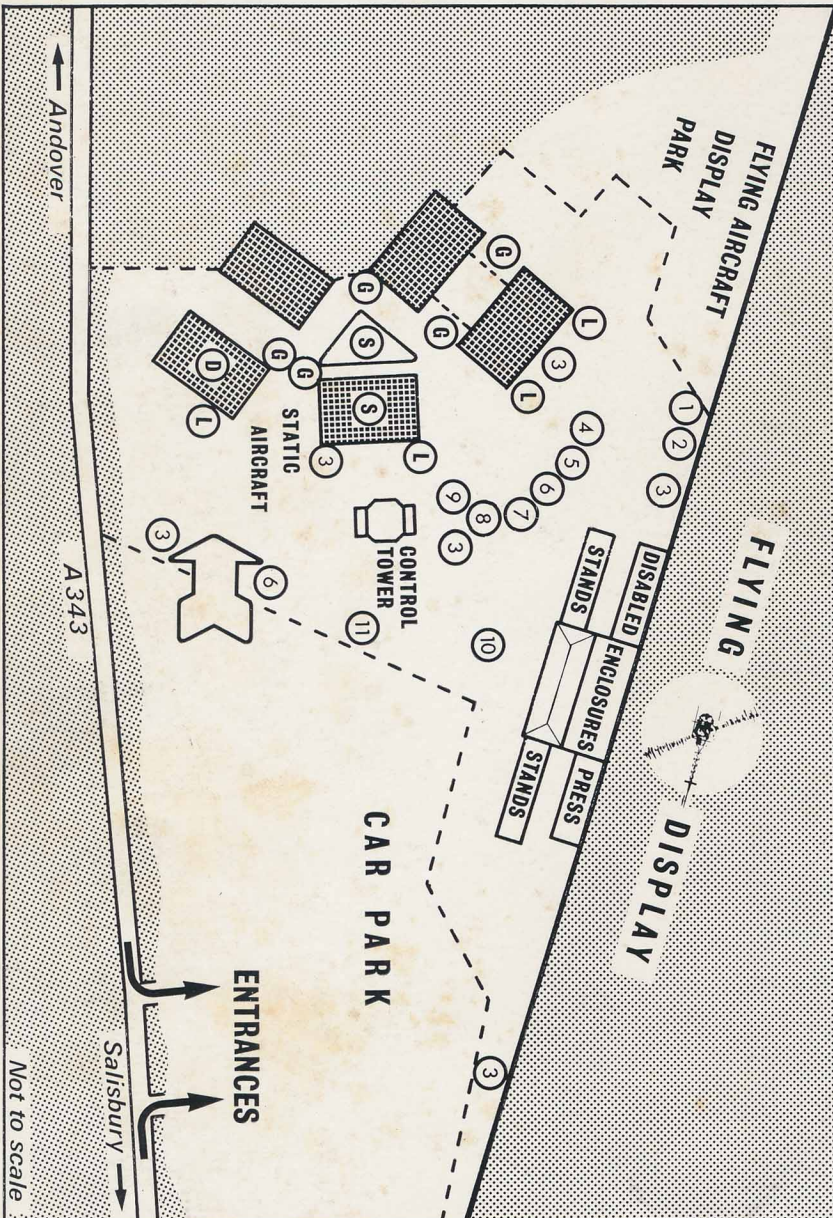 FLYING AIRCRAFT
DISPLAY
PARK
FLYING
DISPLAY
DISABLED
ENCLOSURES
PRESS
STANDS
STANDS
1
2
3
G
L
3
G
L
4
5
6
7
8
9
3
10
G
S
S
L
CONTROL
TOWER
11
G
G
3
STATIC
AIRCRAFT
D
L
3
6
CAR PARK
3
ENTRANCES
← Andover
A343
Salisbury →
Not to scale